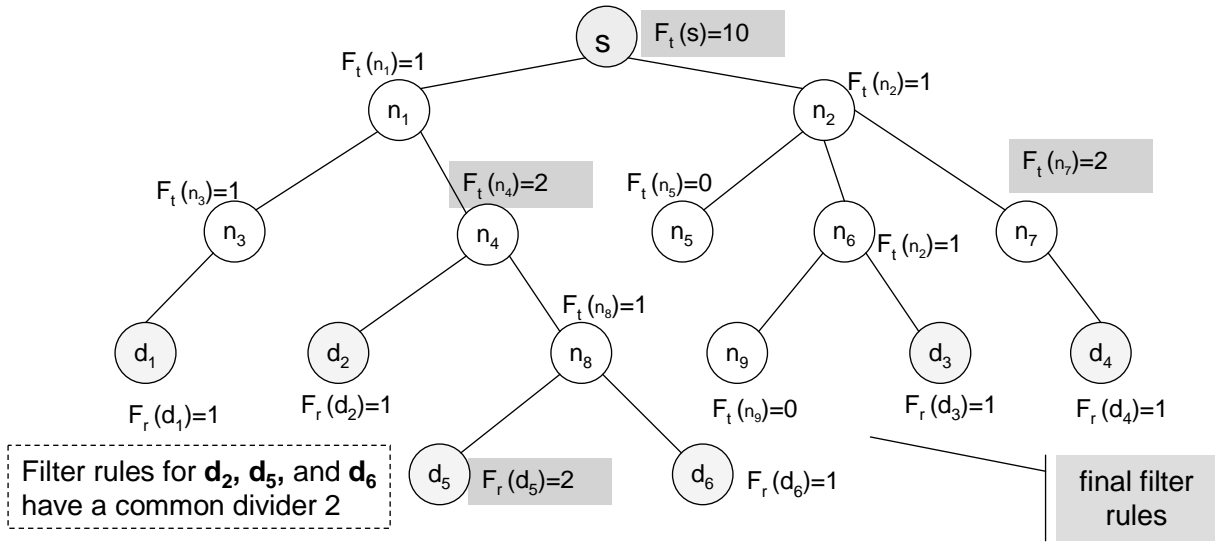 s
F_t (s)=10
F_t (n_1)=1
n_1
F_t (n_2)=1
n_2
F_t (n_3)=1
n_3
F_t (n_4)=2
n_4
F_t (n_5)=0
n_5
n_6
F_t (n_2)=1
F_t (n_7)=2
n_7
d_1
F_r (d_1)=1
d_2
F_r (d_2)=1
F_t (n_8)=1
n_8
n_9
F_t (n_9)=0
d_3
F_r (d_3)=1
d_4
F_r (d_4)=1
d_5
F_r (d_5)=2
d_6
F_r (d_6)=1
Filter rules for d_2, d_5, and d_6
have a common divider 2
final filter
rules